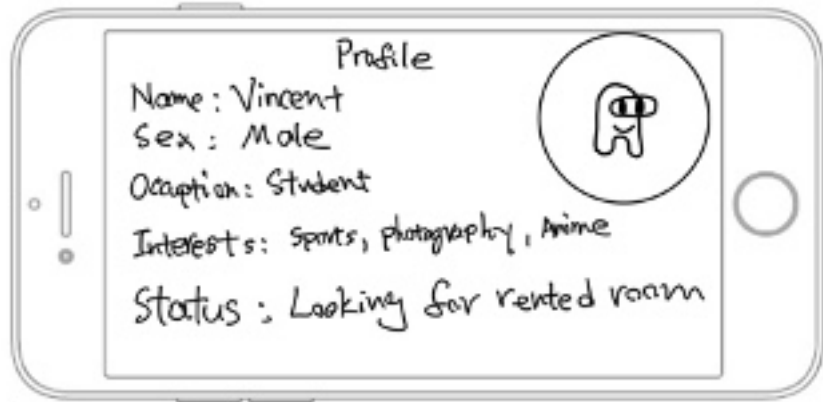 Profile
Name: Vincent
Sex: Male
Ocaption: Student
Interests: Sports, photography, Anime
Status: Looking for rented room